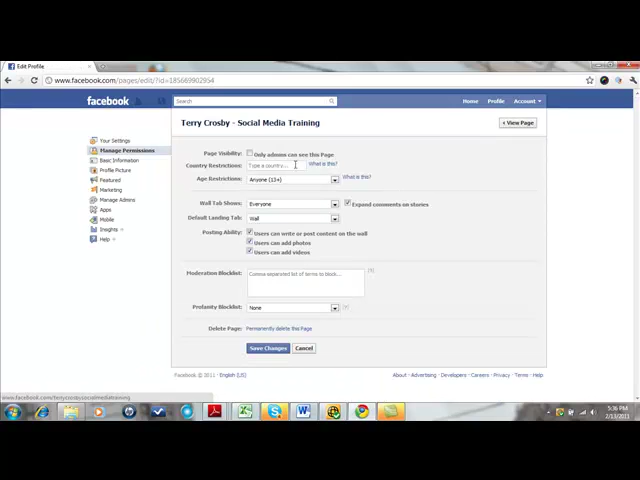 Edit Profile
www.facebook.com/pages/edit/?id=185669902954
facebook
Search
Home Profile Account
Terry Crosby - Social Media Training
View Page
Your Settings
Manage Permissions
Basic Information
Profile Picture
Featured
Marketing
Manage Admins
Apps
Mobile
Insights
Help
Page Visibility: Only admins can see this Page
Country Restrictions: Type a country... What is this?
Age Restrictions: Anyone (13+) What is this?
Wall Tab Shows: Everyone Expand comments on stories
Default Landing Tab: Wall
Posting Ability: Users can write or post content on the wall
Users can add photos
Users can add videos
Moderation Blocklist: Comma separated list of terms to block... [?]
Profanity Blocklist: None [?]
Delete Page: Permanently delete this Page
Save Changes Cancel
Facebook © 2011 · English (US)
About · Advertising · Developers · Careers · Privacy · Terms · Help
www.facebook.com/terrycrosbysocialmediatraining
5:36 PM
2/13/2011